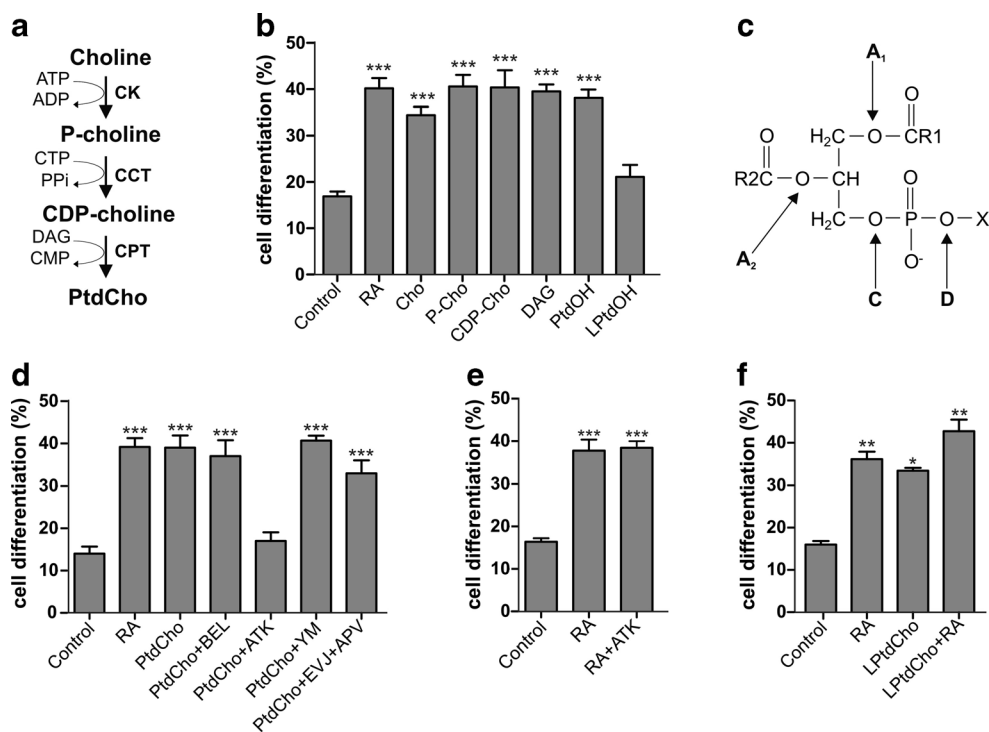 a
Choline
ATP
ADP
CK
P-choline
CTP
PPi
CCT
CDP-choline
DAG
CMP
CPT
PtdCho
b
cell differentiation (%)
50
40
30
20
10
0
***
***
***
***
***
***
Control
RA
Cho
P-Cho
CDP-Cho
DAG
PtdOH
LPtdOH
c
A₁
O
H₂C
O
CR1
O
R2C
O
CH
O
H₂C
O
P
O
X
O⁻
A₂
C
D
d
cell differentiation (%)
50
40
30
20
10
0
***
***
***
***
***
Control
RA
PtdCho
PtdCho+BEL
PtdCho+ATK
PtdCho+YM
PtdCho+EVJ+APV
e
cell differentiation (%)
50
40
30
20
10
0
***
***
Control
RA
RA+ATK
f
cell differentiation (%)
50
40
30
20
10
0
**
*
**
Control
RA
LPtdCho
LPtdCho+RA